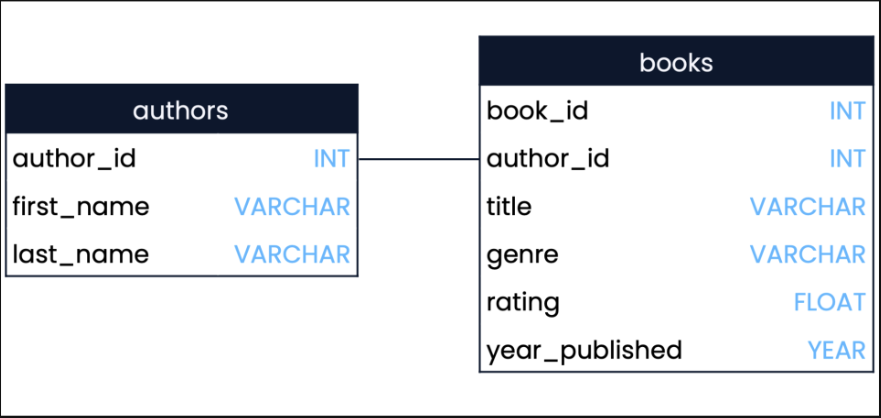 authors
author_id INT
first_name VARCHAR
last_name VARCHAR
books
book_id INT
author_id INT
title VARCHAR
genre VARCHAR
rating FLOAT
year_published YEAR